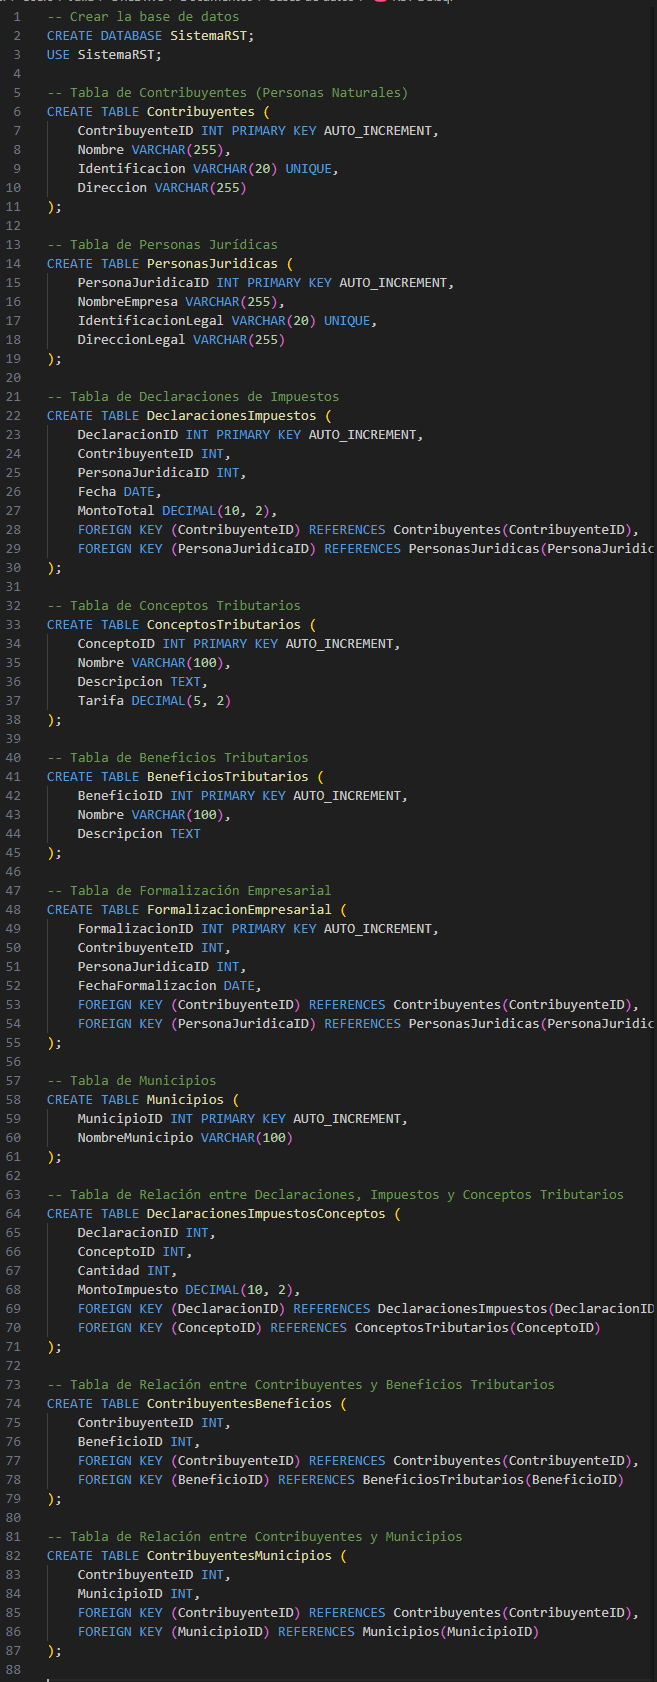 1 -- Crear la base de datos
2 CREATE DATABASE SistemaRST;
3 USE SistemaRST;
4
5 -- Tabla de Contribuyentes (Personas Naturales)
6 CREATE TABLE Contribuyentes (
7 ContribuyenteID INT PRIMARY KEY AUTO_INCREMENT,
8 Nombre VARCHAR(255),
9 Identificacion VARCHAR(20) UNIQUE,
10 Direccion VARCHAR(255)
11 );
12
13 -- Tabla de Personas Jurídicas
14 CREATE TABLE PersonasJuridicas (
15 PersonaJuridicaID INT PRIMARY KEY AUTO_INCREMENT,
16 NombreEmpresa VARCHAR(255),
17 IdentificacionLegal VARCHAR(20) UNIQUE,
18 DireccionLegal VARCHAR(255)
19 );
20
21 -- Tabla de Declaraciones de Impuestos
22 CREATE TABLE DeclaracionesImpuestos (
23 DeclaracionID INT PRIMARY KEY AUTO_INCREMENT,
24 ContribuyenteID INT,
25 PersonaJuridicaID INT,
26 Fecha DATE,
27 MontoTotal DECIMAL(10, 2),
28 FOREIGN KEY (ContribuyenteID) REFERENCES Contribuyentes(ContribuyenteID),
29 FOREIGN KEY (PersonaJuridicaID) REFERENCES PersonasJuridicas(PersonaJuridic
30 );
31
32 -- Tabla de Conceptos Tributarios
33 CREATE TABLE ConceptosTributarios (
34 ConceptoID INT PRIMARY KEY AUTO_INCREMENT,
35 Nombre VARCHAR(100),
36 Descripcion TEXT,
37 Tarifa DECIMAL(5, 2)
38 );
39
40 -- Tabla de Beneficios Tributarios
41 CREATE TABLE BeneficiosTributarios (
42 BeneficioID INT PRIMARY KEY AUTO_INCREMENT,
43 Nombre VARCHAR(100),
44 Descripcion TEXT
45 );
46
47 -- Tabla de Formalización Empresarial
48 CREATE TABLE FormalizacionEmpresarial (
49 FormalizacionID INT PRIMARY KEY AUTO_INCREMENT,
50 ContribuyenteID INT,
51 PersonaJuridicaID INT,
52 FechaFormalizacion DATE,
53 FOREIGN KEY (ContribuyenteID) REFERENCES Contribuyentes(ContribuyenteID),
54 FOREIGN KEY (PersonaJuridicaID) REFERENCES PersonasJuridicas(PersonaJuridic
55 );
56
57 -- Tabla de Municipios
58 CREATE TABLE Municipios (
59 MunicipioID INT PRIMARY KEY AUTO_INCREMENT,
60 NombreMunicipio VARCHAR(100)
61 );
62
63 -- Tabla de Relación entre Declaraciones, Impuestos y Conceptos Tributarios
64 CREATE TABLE DeclaracionesImpuestosConceptos (
65 DeclaracionID INT,
66 ConceptoID INT,
67 Cantidad INT,
68 MontoImpuesto DECIMAL(10, 2),
69 FOREIGN KEY (DeclaracionID) REFERENCES DeclaracionesImpuestos(DeclaracionID
70 FOREIGN KEY (ConceptoID) REFERENCES ConceptosTributarios(ConceptoID)
71 );
72
73 -- Tabla de Relación entre Contribuyentes y Beneficios Tributarios
74 CREATE TABLE ContribuyentesBeneficios (
75 ContribuyenteID INT,
76 BeneficioID INT,
77 FOREIGN KEY (ContribuyenteID) REFERENCES Contribuyentes(ContribuyenteID),
78 FOREIGN KEY (BeneficioID) REFERENCES BeneficiosTributarios(BeneficioID)
79 );
80
81 -- Tabla de Relación entre Contribuyentes y Municipios
82 CREATE TABLE ContribuyentesMunicipios (
83 ContribuyenteID INT,
84 MunicipioID INT,
85 FOREIGN KEY (ContribuyenteID) REFERENCES Contribuyentes(ContribuyenteID),
86 FOREIGN KEY (MunicipioID) REFERENCES Municipios(MunicipioID)
87 );
88